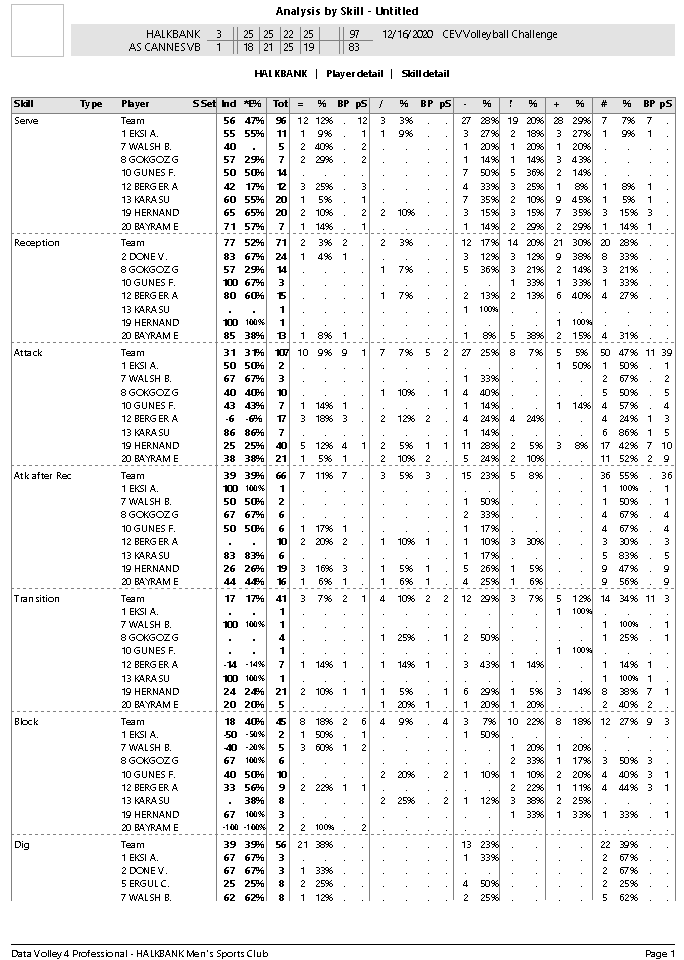 Analysis by Skill - Untitled
HALKBANK 3 25 25 22 25 97 12/16/2020 CEV Volleyball Challenge
AS CANNES VB 1 18 21 25 19 83
HALKBANK | Player detail | Skill detail
Skill Type Player S Set Ind *E% Tot = % BP pS / % BP pS - % ! % + % # % BP pS
Serve Team 56 47% 96 12 12% . 12 3 3% . . 27 28% 19 20% 28 29% 7 7% 7 .
1 EKSI A. 55 55% 11 1 9% . 1 1 9% . . 3 27% 2 18% 3 27% 1 9% 1 .
7 WALSH B. 40 . 5 2 40% . 2 . . . . 1 20% 1 20% 1 20% . . . .
8 GOKGOZ G 57 29% 7 2 29% . 2 . . . . 1 14% 1 14% 3 43% . . . .
10 GUNES F. 50 50% 14 . . . . . . . . 7 50% 5 36% 2 14% . . . .
12 BERGER A 42 17% 12 3 25% . 3 . . . . 4 33% 3 25% 1 8% 1 8% 1 .
13 KARASU 60 55% 20 1 5% . 1 . . . . 7 35% 2 10% 9 45% 1 5% 1 .
19 HERNAND 65 65% 20 2 10% . 2 2 10% . . 3 15% 3 15% 7 35% 3 15% 3 .
20 BAYRAM E 71 57% 7 1 14% . 1 . . . . 1 14% 2 29% 2 29% 1 14% 1 .
Reception Team 77 52% 71 2 3% 2 . 2 3% . . 12 17% 14 20% 21 30% 20 28% . .
2 DONE V. 83 67% 24 1 4% 1 . . . . . 3 12% 3 12% 9 38% 8 33% . .
8 GOKGOZ G 57 29% 14 . . . . 1 7% . . 5 36% 3 21% 2 14% 3 21% . .
10 GUNES F. 100 67% 3 . . . . . . . . . . 1 33% 1 33% 1 33% . .
12 BERGER A 80 60% 15 . . . . 1 7% . . 2 13% 2 13% 6 40% 4 27% . .
13 KARASU . . 1 . . . . . . . . 1 100% . . . . . . . .
19 HERNAND 100 100% 1 . . . . . . . . . . . . 1 100% . . . .
20 BAYRAM E 85 38% 13 1 8% 1 . . . . . 1 8% 5 38% 2 15% 4 31% . .
Attack Team 31 31% 107 10 9% 9 1 7 7% 5 2 27 25% 8 7% 5 5% 50 47% 11 39
1 EKSI A. 50 50% 2 . . . . . . . . . . . . 1 50% 1 50% . 1
7 WALSH B. 67 67% 3 . . . . . . . . 1 33% . . . . 2 67% . 2
8 GOKGOZ G 40 40% 10 . . . . 1 10% . 1 4 40% . . . . 5 50% . 5
10 GUNES F. 43 43% 7 1 14% 1 . . . . . 1 14% . . 1 14% 4 57% . 4
12 BERGER A -6 -6% 17 3 18% 3 . 2 12% 2 . 4 24% 4 24% . . 4 24% 1 3
13 KARASU 86 86% 7 . . . . . . . . 1 14% . . . . 6 86% 1 5
19 HERNAND 25 25% 40 5 12% 4 1 2 5% 1 1 11 28% 2 5% 3 8% 17 42% 7 10
20 BAYRAM E 38 38% 21 1 5% 1 . 2 10% 2 . 5 24% 2 10% . . 11 52% 2 9
Atk after Rec Team 39 39% 66 7 11% 7 . 3 5% 3 . 15 23% 5 8% . . 36 55% . 36
1 EKSI A. 100 100% 1 . . . . . . . . . . . . . . 1 100% . 1
7 WALSH B. 50 50% 2 . . . . . . . . 1 50% . . . . 1 50% . 1
8 GOKGOZ G 67 67% 6 . . . . . . . . 2 33% . . . . 4 67% . 4
10 GUNES F. 50 50% 6 1 17% 1 . . . . . 1 17% . . . . 4 67% . 4
12 BERGER A . . 10 2 20% 2 . 1 10% 1 . 1 10% 3 30% . . 3 30% . 3
13 KARASU 83 83% 6 . . . . . . . . 1 17% . . . . 5 83% . 5
19 HERNAND 26 26% 19 3 16% 3 . 1 5% 1 . 5 26% 1 5% . . 9 47% . 9
20 BAYRAM E 44 44% 16 1 6% 1 . 1 6% 1 . 4 25% 1 6% . . 9 56% . 9
Transition Team 17 17% 41 3 7% 2 1 4 10% 2 2 12 29% 3 7% 5 12% 14 34% 11 3
1 EKSI A. . . 1 . . . . . . . . . . . . 1 100% . . . .
7 WALSH B. 100 100% 1 . . . . . . . . . . . . . . 1 100% . 1
8 GOKGOZ G . . 4 . . . . 1 25% . 1 2 50% . . . . 1 25% . 1
10 GUNES F. . . 1 . . . . . . . . . . . . 1 100% . . . .
12 BERGER A -14 -14% 7 1 14% 1 . 1 14% 1 . 3 43% 1 14% . . 1 14% 1 .
13 KARASU 100 100% 1 . . . . . . . . . . . . . . 1 100% 1 .
19 HERNAND 24 24% 21 2 10% 1 1 1 5% . 1 6 29% 1 5% 3 14% 8 38% 7 1
20 BAYRAM E 20 20% 5 . . . . 1 20% 1 . 1 20% 1 20% . . 2 40% 2 .
Block Team 18 40% 45 8 18% 2 6 4 9% . 4 3 7% 10 22% 8 18% 12 27% 9 3
1 EKSI A. -50 -50% 2 1 50% . 1 . . . . 1 50% . . . . . . . .
7 WALSH B. -40 -20% 5 3 60% 1 2 . . . . . . 1 20% 1 20% . . . .
8 GOKGOZ G 67 100% 6 . . . . . . . . . . 2 33% 1 17% 3 50% 3 .
10 GUNES F. 40 50% 10 . . . . 2 20% . 2 1 10% 1 10% 2 20% 4 40% 3 1
12 BERGER A 33 56% 9 2 22% 1 1 . . . . . . 2 22% 1 11% 4 44% 3 1
13 KARASU . 38% 8 . . . . 2 25% . 2 1 12% 3 38% 2 25% . . . .
19 HERNAND 67 100% 3 . . . . . . . . . . 1 33% 1 33% 1 33% . 1
20 BAYRAM E -100 -100% 2 2 100% . 2 . . . . . . . . . . . . . .
Dig Team 39 39% 56 21 38% . . . . . . 13 23% . . . . 22 39% . .
1 EKSI A. 67 67% 3 . . . . . . . . 1 33% . . . . 2 67% . .
2 DONE V. 67 67% 3 1 33% . . . . . . . . . . . . 2 67% . .
5 ERGUL C. 25 25% 8 2 25% . . . . . . 4 50% . . . . 2 25% . .
7 WALSH B. 62 62% 8 1 12% . . . . . . 2 25% . . . . 5 62% . .
Data Volley 4 Professional - HALKBANK Men's Sports Club Page 1